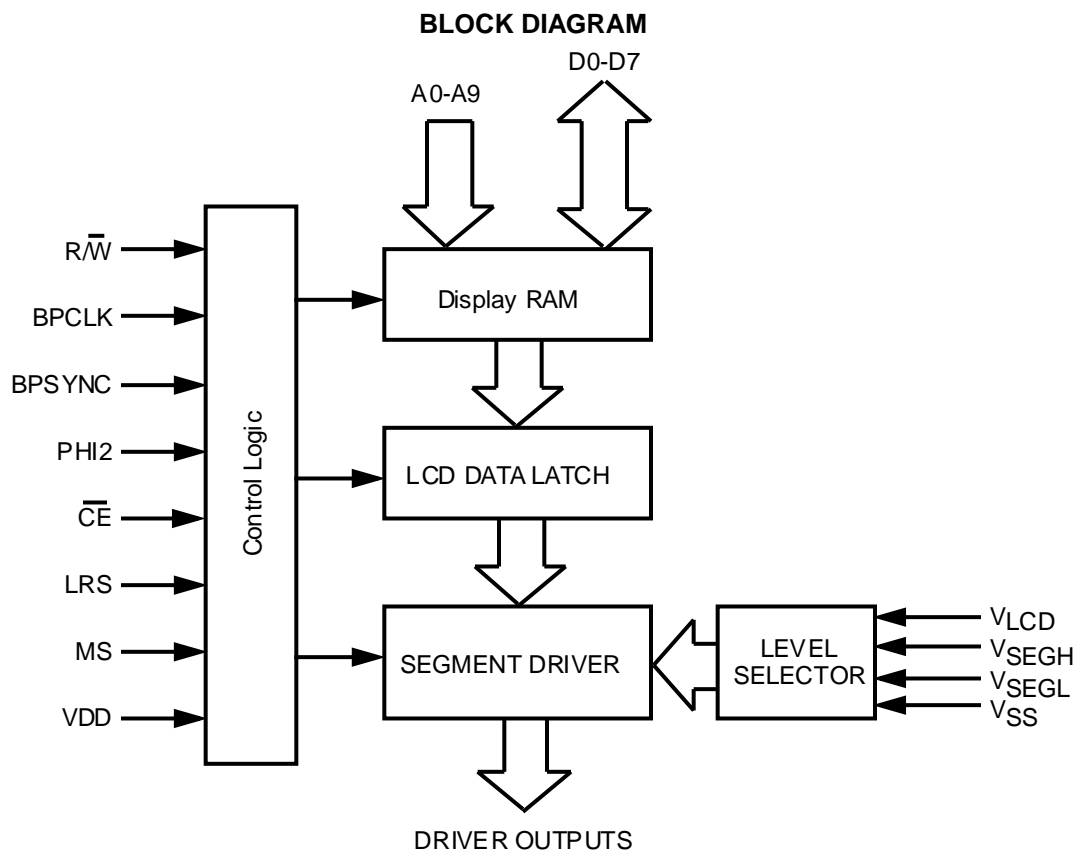 BLOCK DIAGRAM
D0-D7
A0-A9
R/W̅
BPCLK
BPSYNC
PHI2
C̅E̅
LRS
MS
VDD
Control Logic
Display RAM
LCD DATA LATCH
SEGMENT DRIVER
LEVEL
SELECTOR
VLCD
VSEGH
VSEGL
VSS
DRIVER OUTPUTS